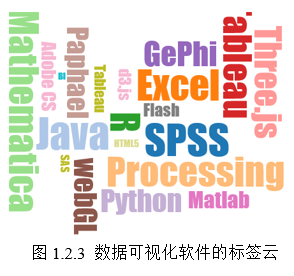 Mathematica
Adobe CS
Paphael
Tableau
d3.js
GePhi
Excel
Flash
Tableau
Three.js
Java
R
HTML5
SPSS
SAS
WebGL
Processing
Python
Matlab
图 1.2.3 数据可视化软件的标签云